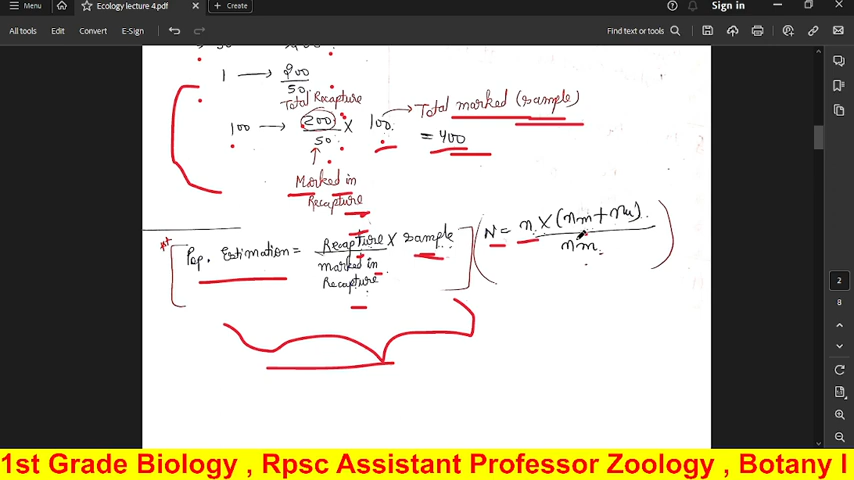 Menu
Ecology lecture 4.pdf
×
+ Create
Sign in
All tools Edit Convert E-Sign
Find text or tools
1 → 200
50
Total Recapture
100 → 200 × 100 → Total marked (sample)
50
= 400
Marked in
Recapture
1st
Pop. Estimation = Recapture × sample
marked in
Recapture
N = n × (nm + nu)
nm
2
8
1st Grade Biology , Rpsc Assistant Professor Zoology , Botany I